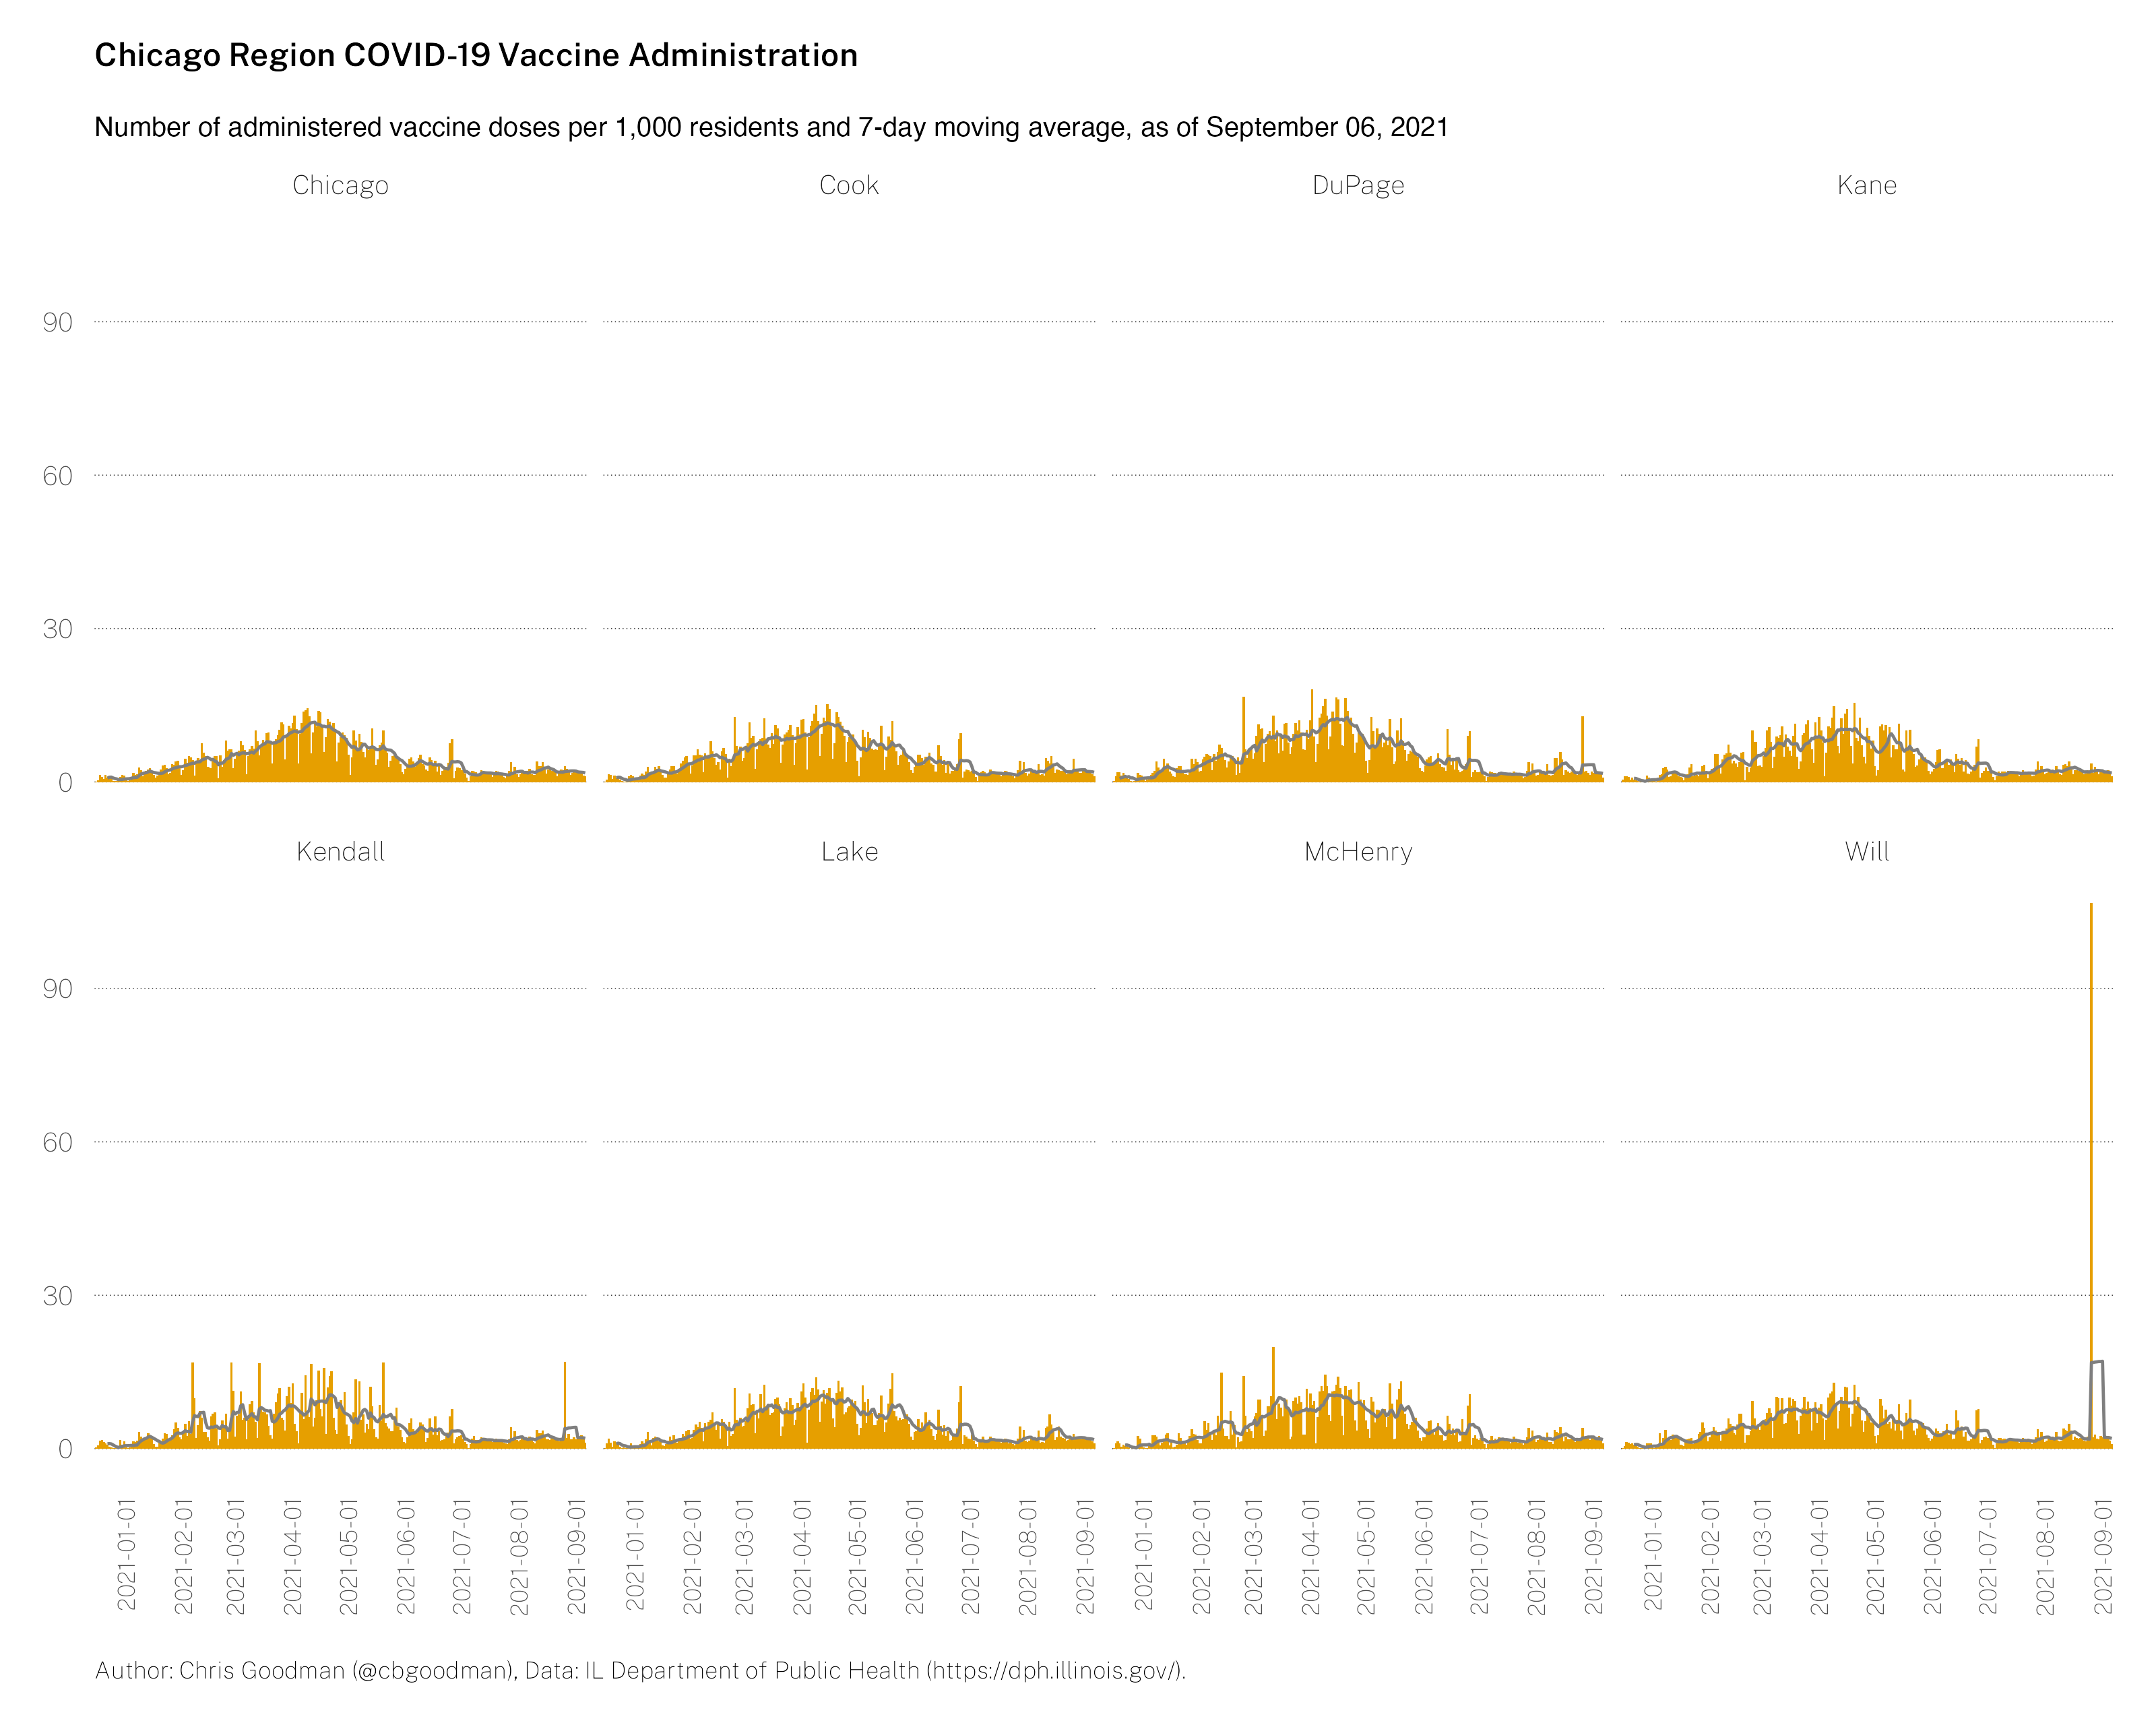 Chicago Region COVID-19 Vaccine Administration
Number of administered vaccine doses per 1,000 residents and 7-day moving average, as of September 06, 2021
Chicago Cook DuPage Kane
90
60
30
0
Kendall Lake McHenry Will
90
60
30
0
2021-01-01 2021-02-01 2021-03-01 2021-04-01 2021-05-01 2021-06-01 2021-07-01 2021-08-01 2021-09-01 2021-01-01 2021-02-01 2021-03-01 2021-04-01 2021-05-01 2021-06-01 2021-07-01 2021-08-01 2021-09-01 2021-01-01 2021-02-01 2021-03-01 2021-04-01 2021-05-01 2021-06-01 2021-07-01 2021-08-01 2021-09-01 2021-01-01 2021-02-01 2021-03-01 2021-04-01 2021-05-01 2021-06-01 2021-07-01 2021-08-01 2021-09-01
Author: Chris Goodman (@cbgoodman), Data: IL Department of Public Health (https://dph.illinois.gov/).